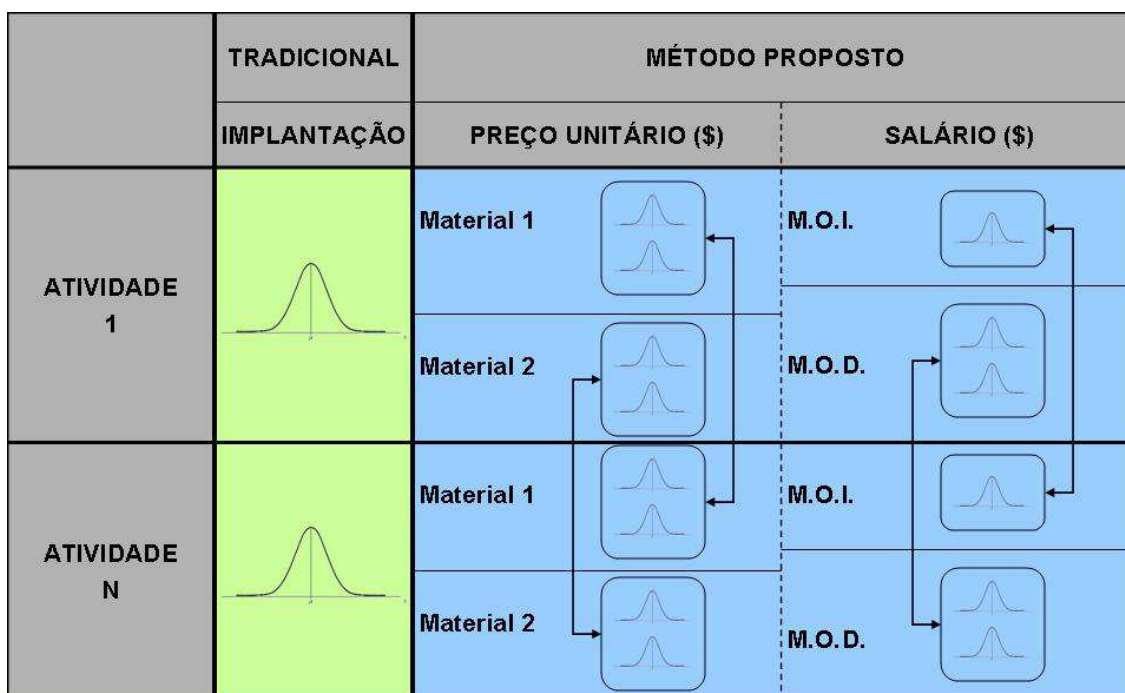 TRADICIONAL
MÉTODO PROPOSTO
IMPLANTAÇÃO
PREÇO UNITÁRIO ($)
SALÁRIO ($)
ATIVIDADE
1
Material 1
M.O.I.
Material 2
M.O.D.
ATIVIDADE
N
Material 1
M.O.I.
Material 2
M.O.D.